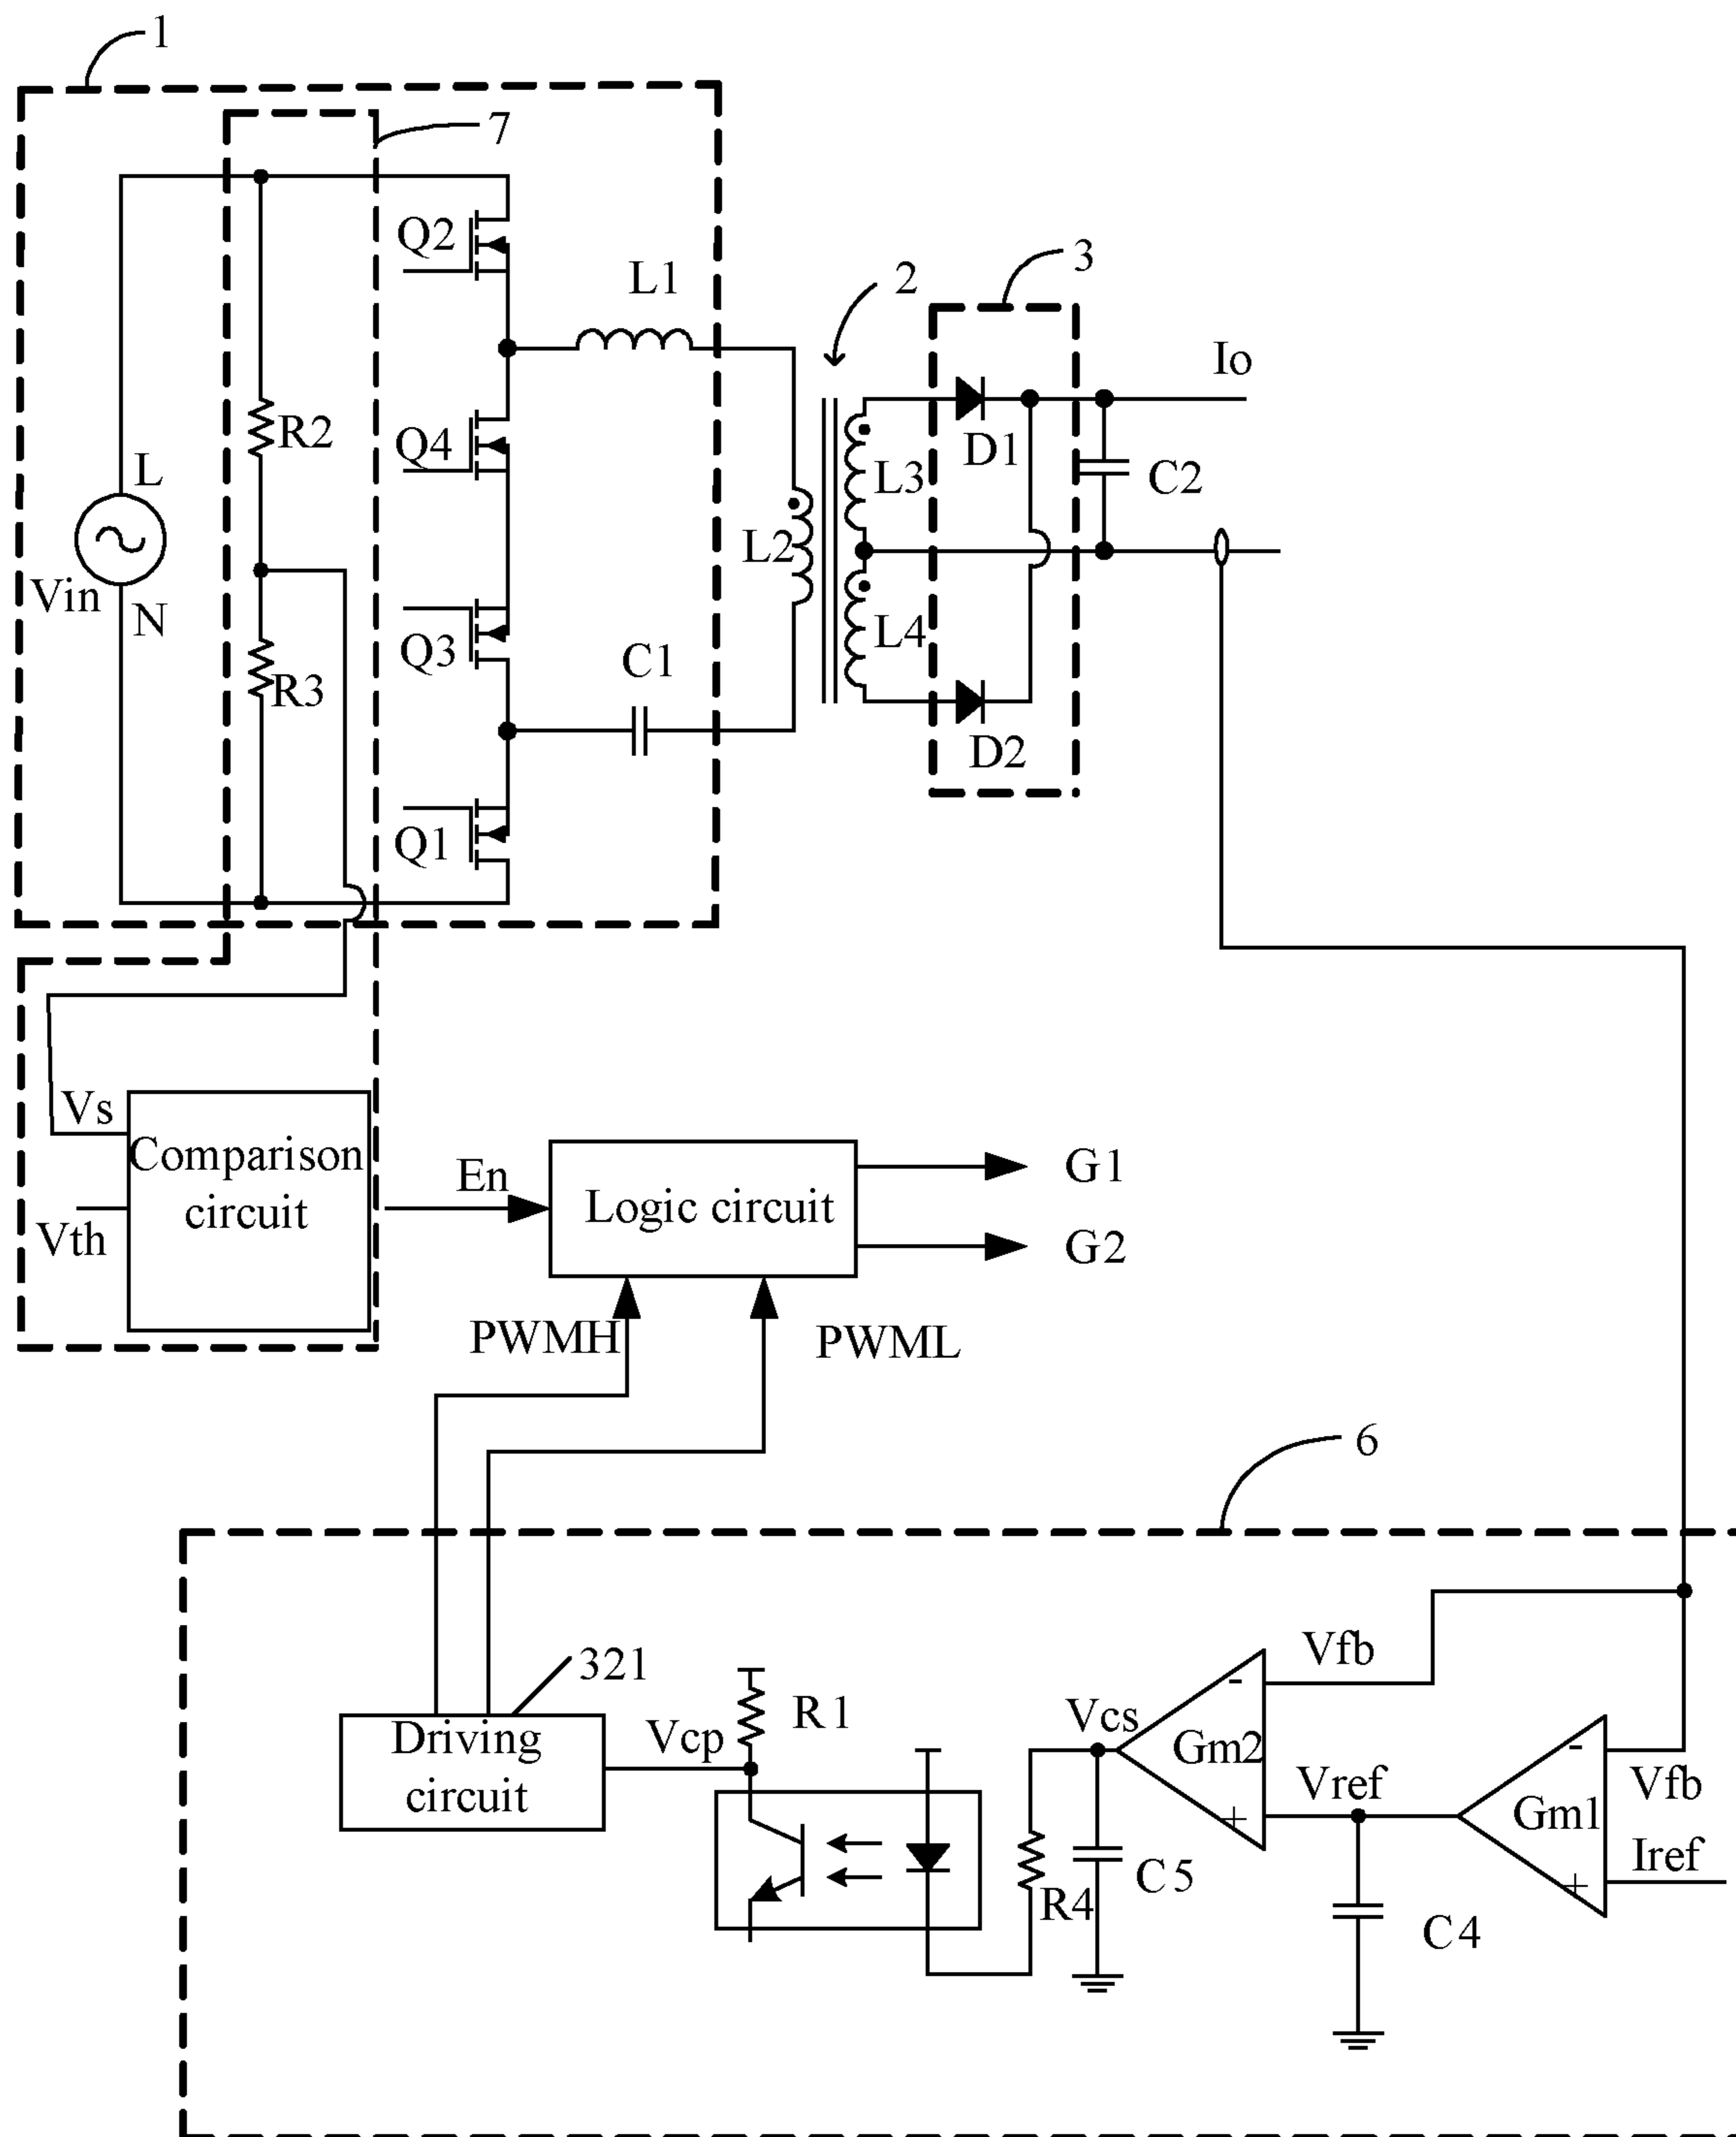 1
7
Q2
L1
2
3
Io
R2
Q4
D1
L
L3
C2
L2
Vin
N
L4
Q3
C1
R3
D2
Q1
Vs
Comparison
circuit
Vth
En
Logic circuit
G1
G2
PWMH
PWML
6
321
Driving
circuit
Vcp
R1
Vcs
-
Gm2
+
Vfb
Vref
-
Gm1
+
Vfb
Iref
R4
C5
C4